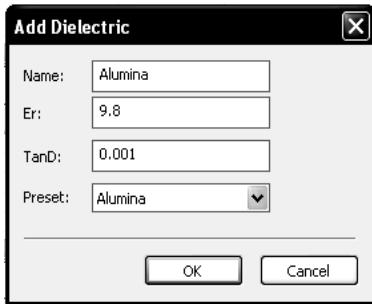 Add Dielectric
Name: Alumina
Er: 9.8
TanD: 0.001
Preset: Alumina
OK Cancel